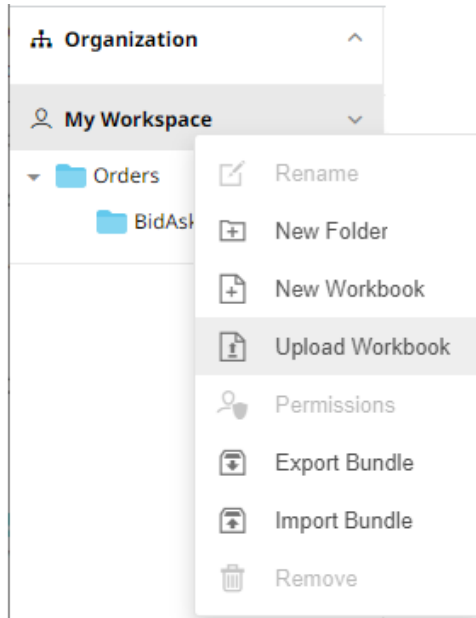 Organization
My Workspace
Orders
BidAsk
Rename
New Folder
New Workbook
Upload Workbook
Permissions
Export Bundle
Import Bundle
Remove